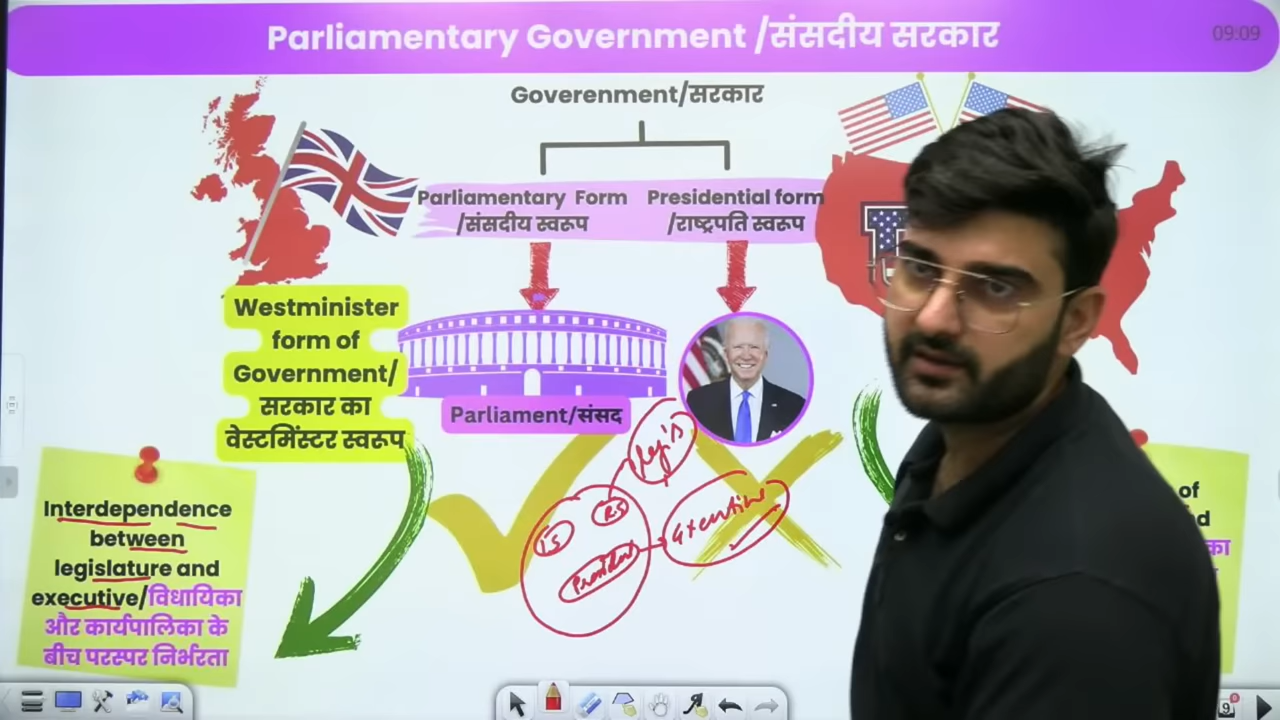 Parliamentary Government /संसदीय सरकार
09:09
Goverenment/सरकार
Parliamentary Form
/संसदीय स्वरूप
Presidential form
/राष्ट्रपति स्वरूप
Westminister
form of
Government/
सरकार का
वेस्टमिंस्टर स्वरूप
Parliament/संसद
Legis
LS
RS
President
Executive
Interdependence
between
legislature and
executive/विधायिका
और कार्यपालिका के
बीच परस्पर निर्भरता
of
9